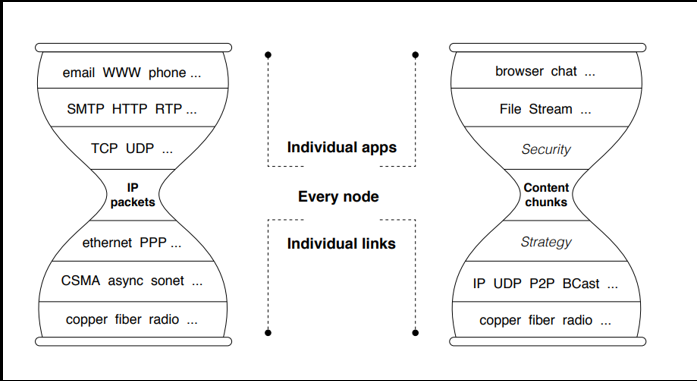 email WWW phone ...
SMTP HTTP RTP ...
TCP UDP ...
IP
packets
ethernet PPP ...
CSMA async sonet ...
copper fiber radio ...
Individual apps
Every node
Individual links
browser chat ...
File Stream ...
Security
Content
chunks
Strategy
IP UDP P2P BCast ...
copper fiber radio ...